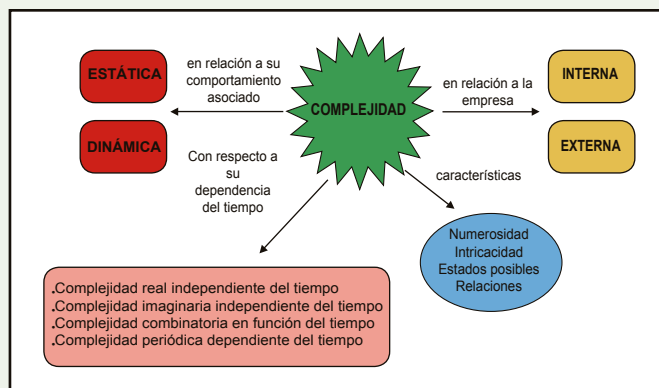 ESTÁTICA
DINÁMICA
en relación a su
comportamiento
asociado
COMPLEJIDAD
en relación a la
empresa
INTERNA
EXTERNA
Con respecto a
su
dependencia
del tiempo
características
Numerosidad
Intricacidad
Estados posibles
Relaciones
.Complejidad real independiente del tiempo
.Complejidad imaginaria independiente del tiempo
.Complejidad combinatoria en función del tiempo
.Complejidad periódica dependiente del tiempo